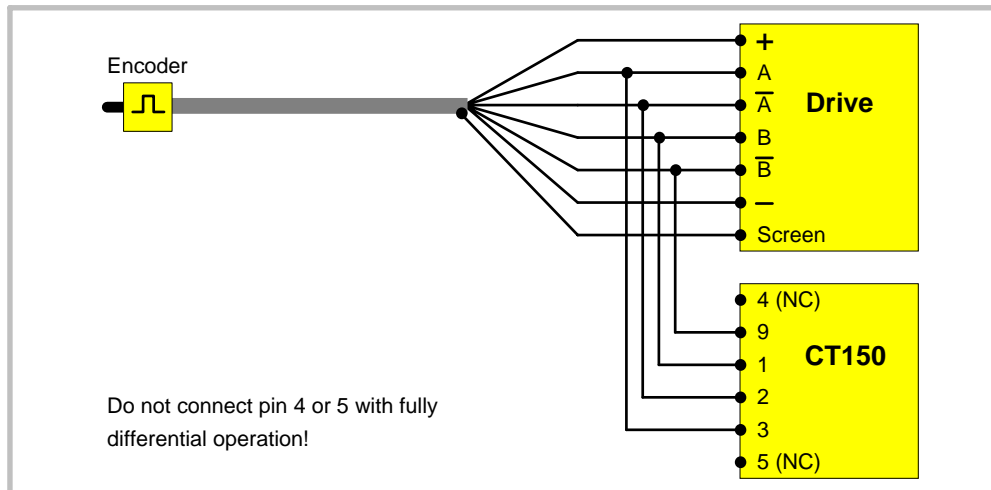 Encoder
+
A
A̅
B
B̅
−
Screen
Drive
4 (NC)
9
1
2
3
5 (NC)
CT150
Do not connect pin 4 or 5 with fully
differential operation!